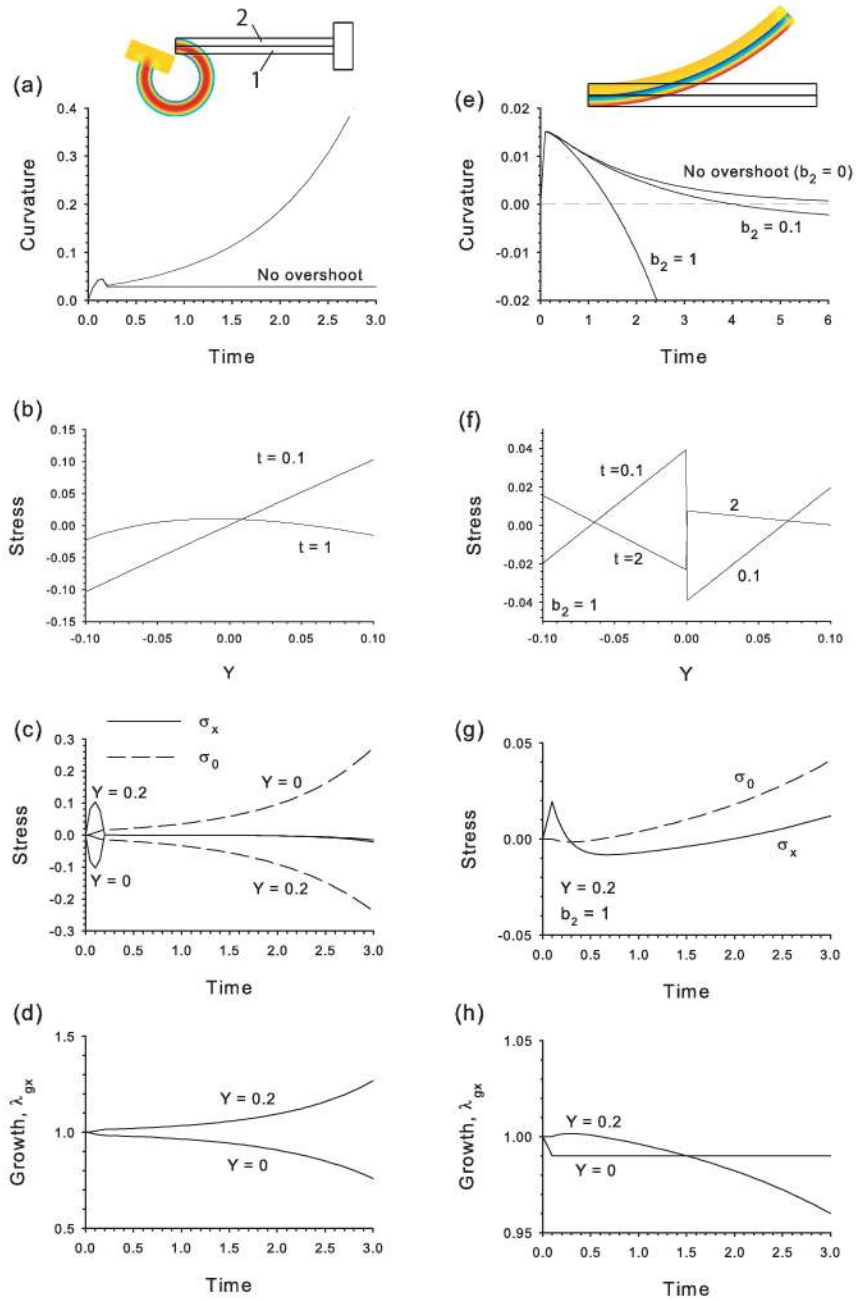 2
1
(a)
0.4
0.3
0.2
0.1
0.0
Curvature
No overshoot
0.0 0.5 1.0 1.5 2.0 2.5 3.0
Time
(e)
0.02
0.01
0.00
-0.01
-0.02
Curvature
No overshoot (b2 = 0)
b2 = 0.1
b2 = 1
0 1 2 3 4 5 6
Time
(b)
0.15
0.10
0.05
0.00
-0.05
-0.10
-0.15
Stress
t = 0.1
t = 1
-0.10 -0.05 0.00 0.05 0.10
Y
(f)
0.04
0.02
0.00
-0.02
-0.04
Stress
t=0.1
2
t=2
0.1
b2 = 1
-0.10 -0.05 0.00 0.05 0.10
Y
(c)
σx
σ0
0.3
0.2
0.1
0.0
-0.1
-0.2
-0.3
Stress
Y = 0.2
Y = 0
Y = 0
Y = 0.2
0.0 0.5 1.0 1.5 2.0 2.5 3.0
Time
(g)
0.05
0.00
-0.05
Stress
σ0
σx
Y = 0.2
b2 = 1
0.0 0.5 1.0 1.5 2.0 2.5 3.0
Time
(d)
1.5
1.0
0.5
Growth, λgx
Y = 0.2
Y = 0
0.0 0.5 1.0 1.5 2.0 2.5 3.0
Time
(h)
1.05
1.00
0.95
Growth, λgx
Y = 0.2
Y = 0
0.0 0.5 1.0 1.5 2.0 2.5 3.0
Time